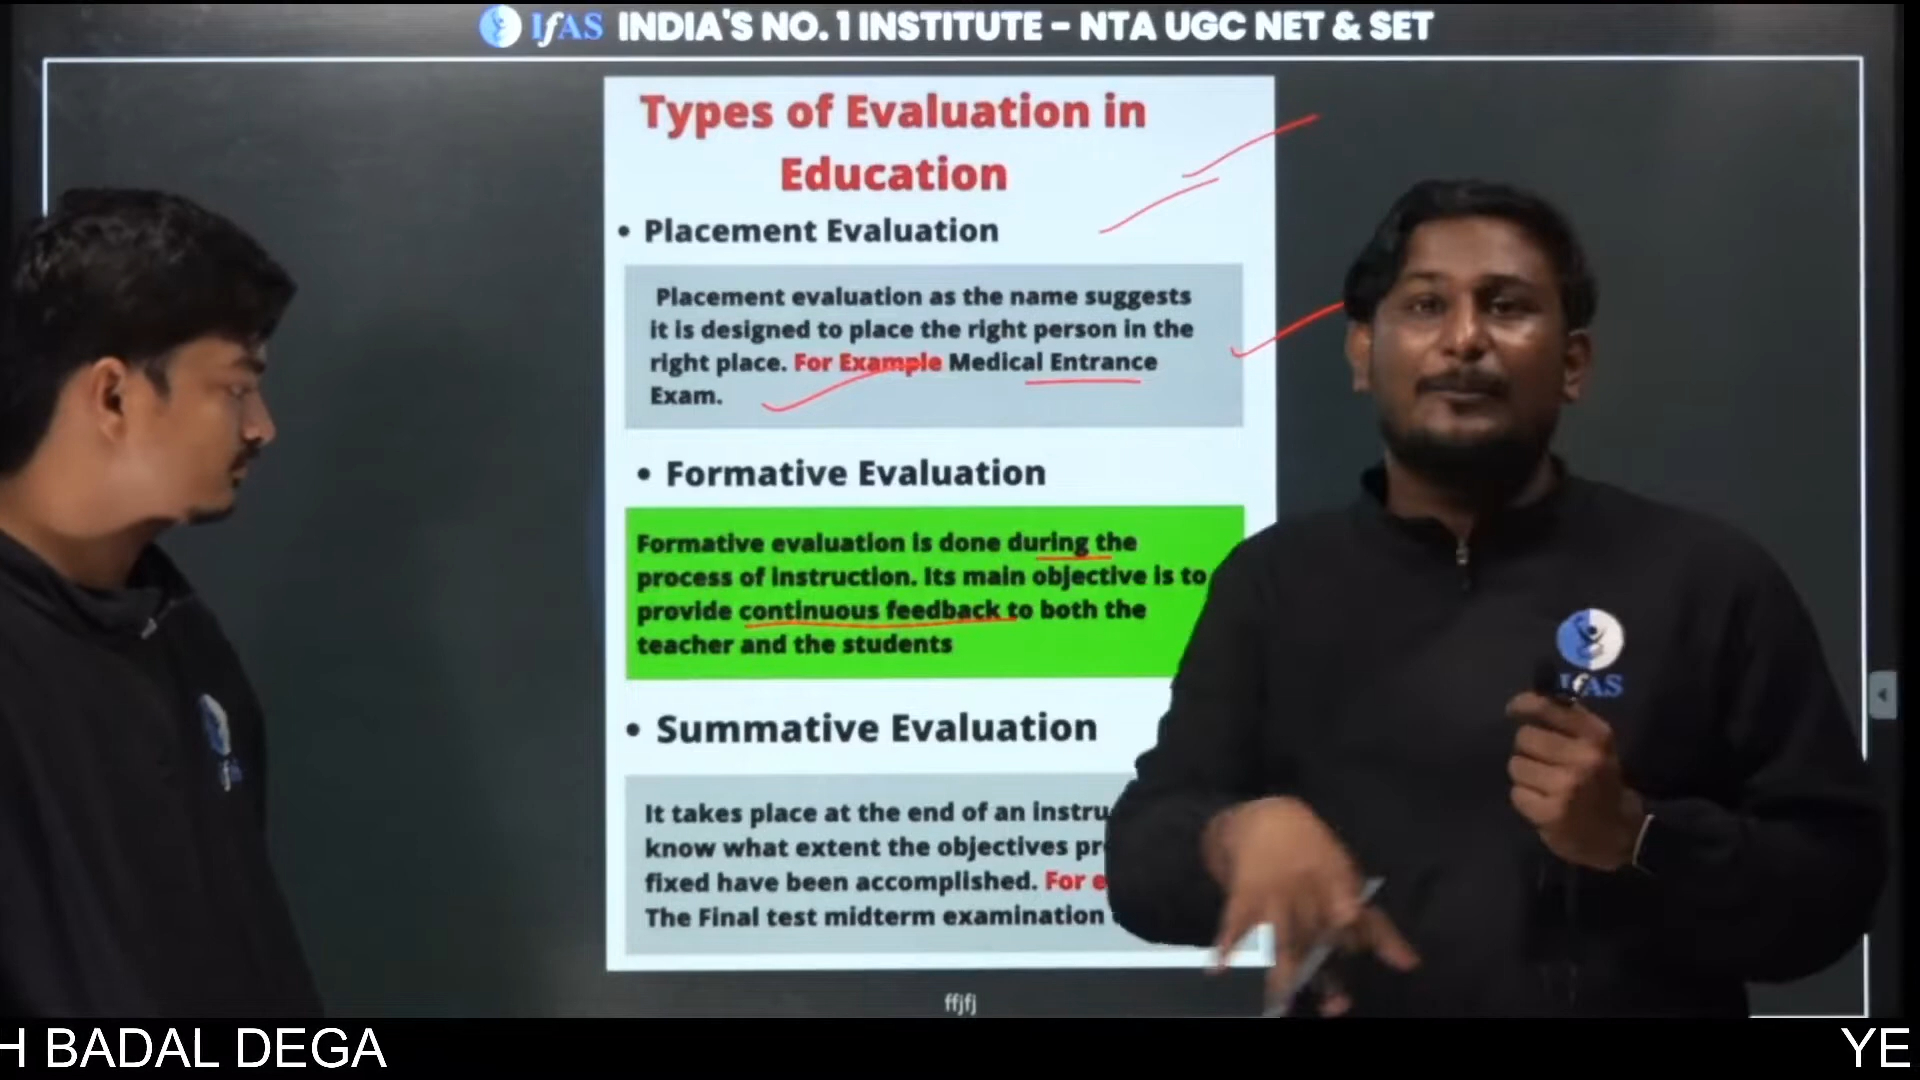 IfAS INDIA'S NO. 1 INSTITUTE - NTA UGC NET & SET
Types of Evaluation in
Education
• Placement Evaluation
Placement evaluation as the name suggests
it is designed to place the right person in the
right place. For Example Medical Entrance
Exam.
• Formative Evaluation
Formative evaluation is done during the
process of instruction. Its main objective is to
provide continuous feedback to both the
teacher and the students
• Summative Evaluation
It takes place at the end of an
know what extent the objectives
fixed have been accomplished. For
The Final test midterm examination
IfAS
ffjfj
H BADAL DEGA
YE